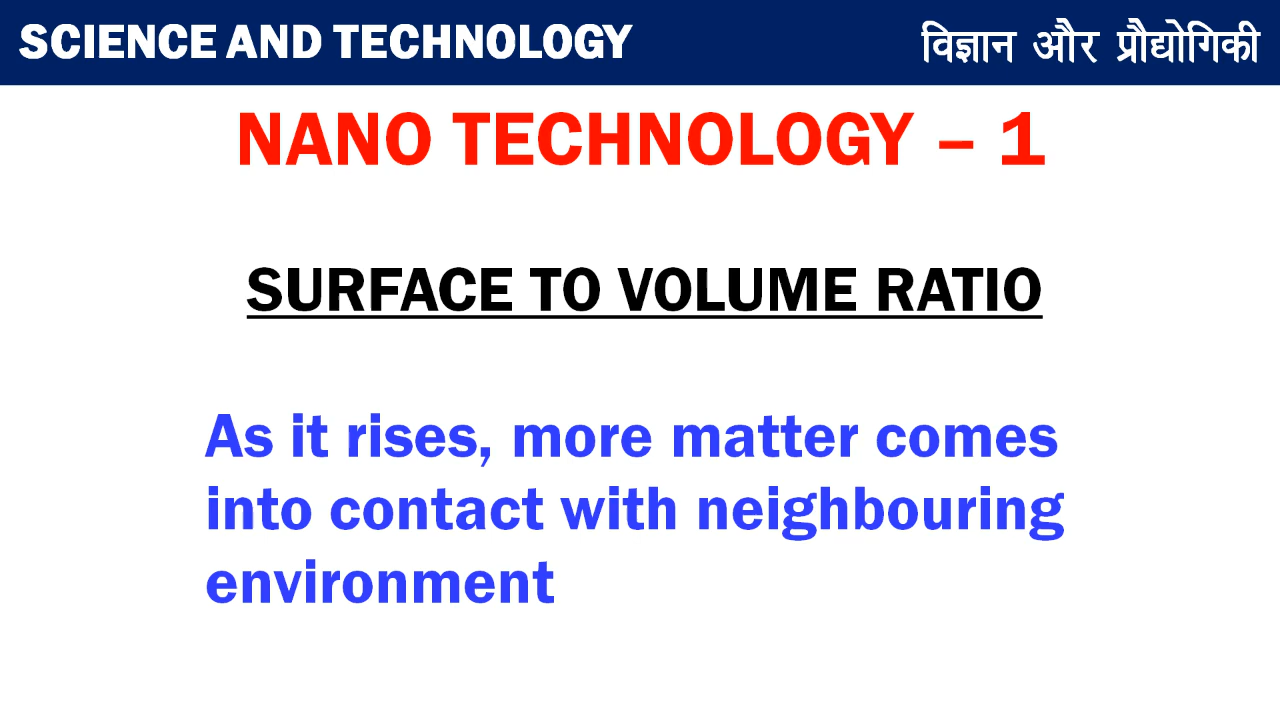 SCIENCE AND TECHNOLOGY
विज्ञान और प्रौद्योगिकी
NANO TECHNOLOGY – 1
SURFACE TO VOLUME RATIO
As it rises, more matter comes
into contact with neighbouring
environment